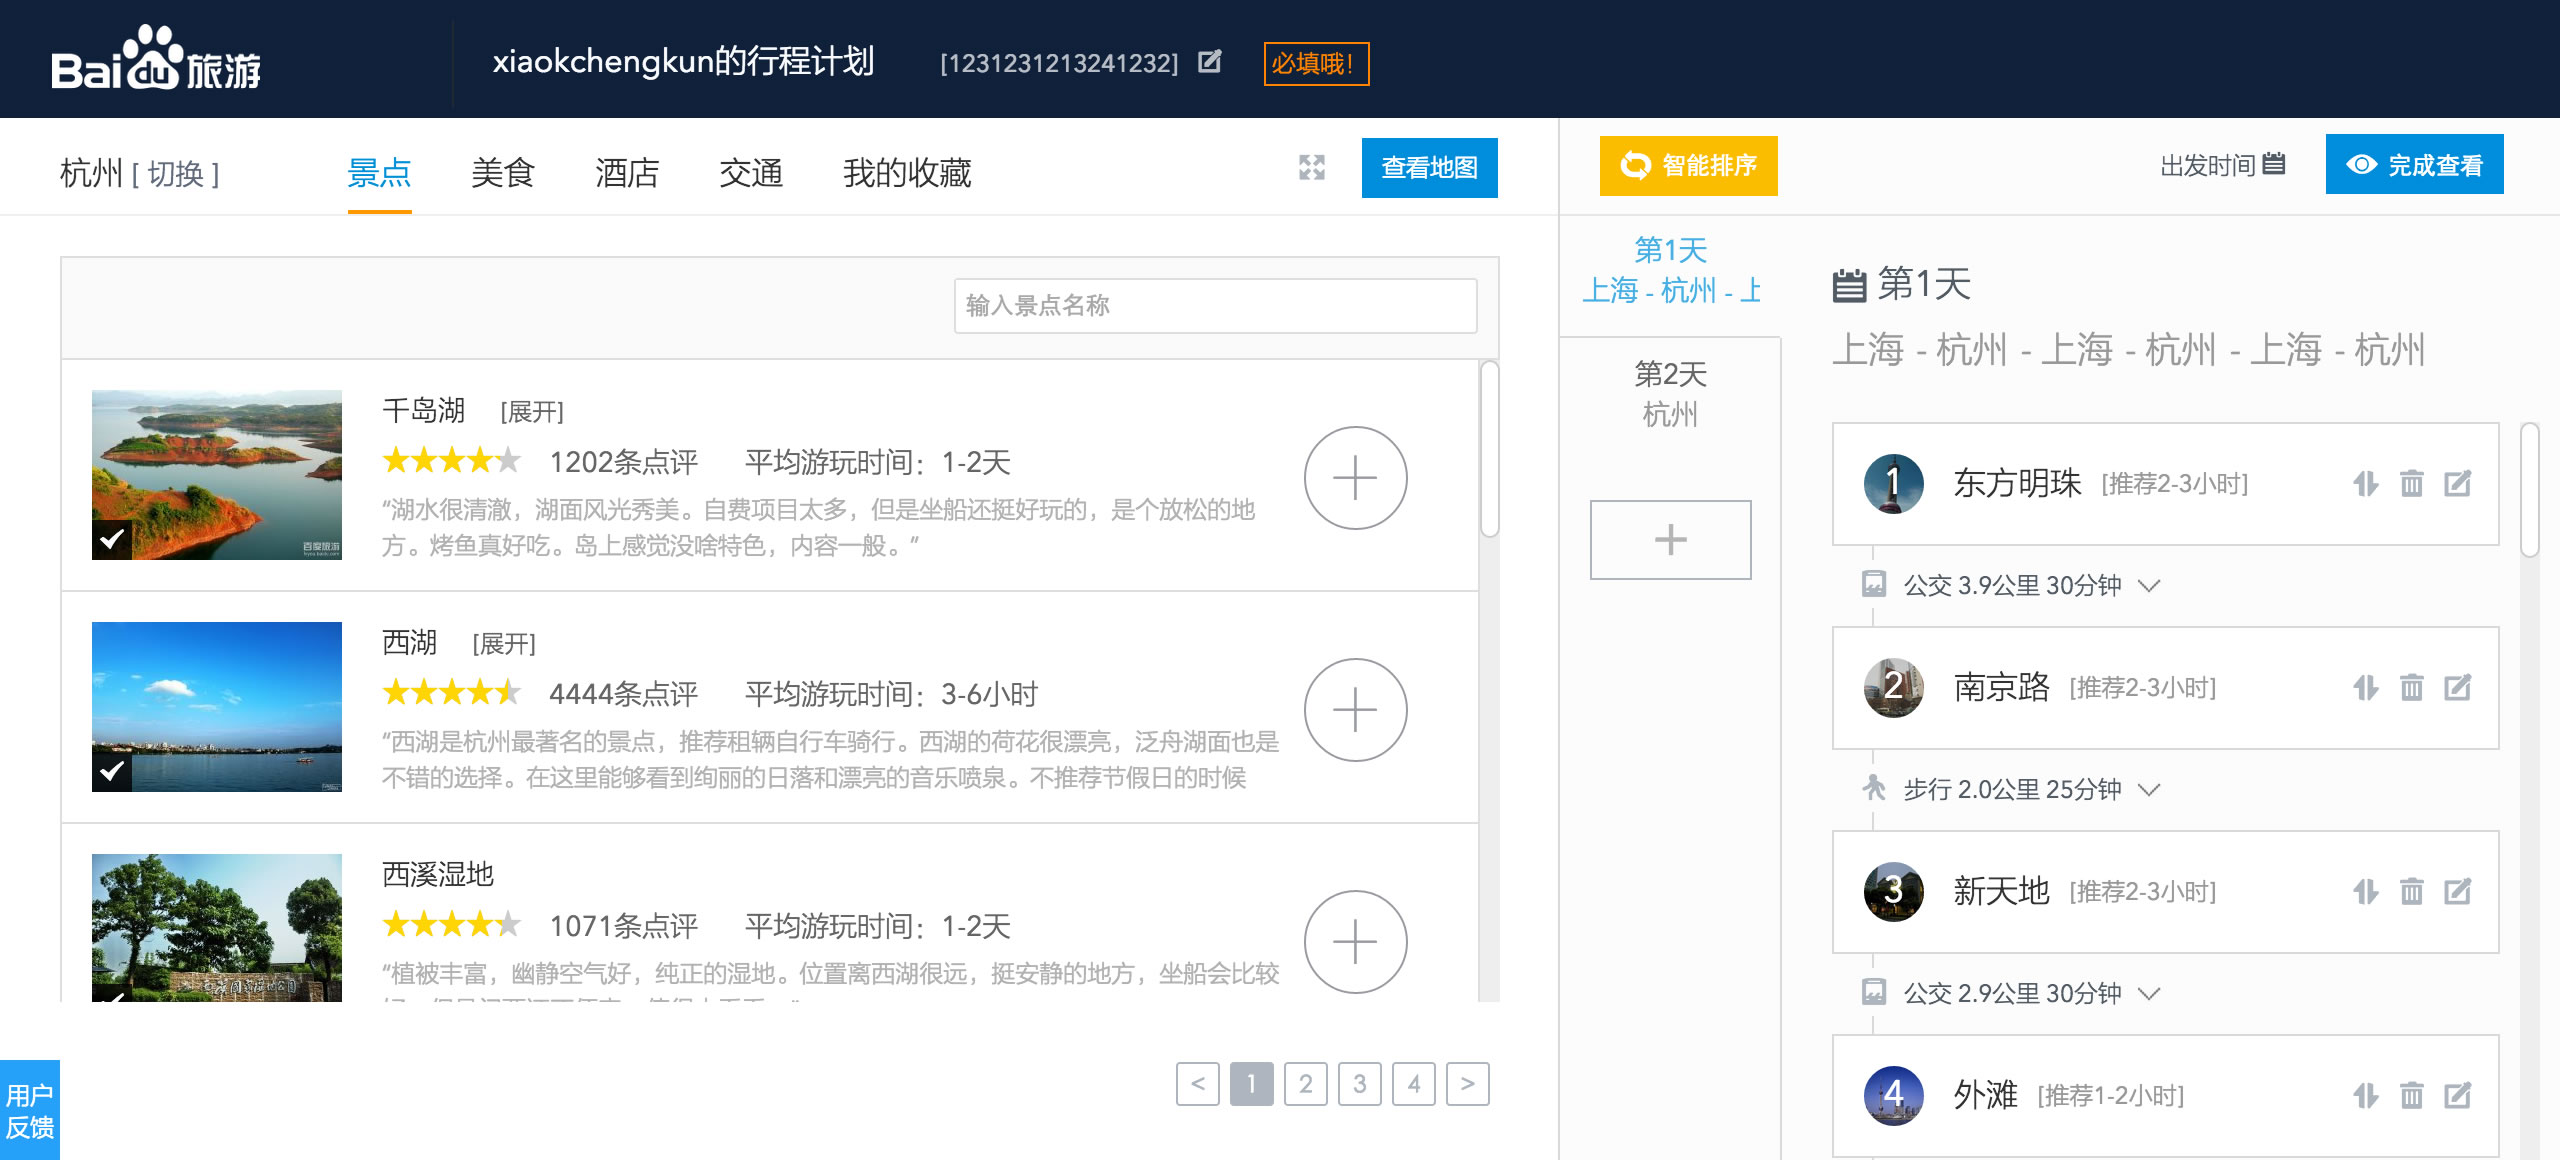 Baidu旅游
xiaokchengkun的行程计划 [1231231213241232] 必填哦!
杭州 [ 切换 ] 景点 美食 酒店 交通 我的收藏 查看地图
输入景点名称
千岛湖 [展开]
1202条点评 平均游玩时间：1-2天
“湖水很清澈，湖面风光秀美。自费项目太多，但是坐船还挺好玩的，是个放松的地
方。烤鱼真好吃。岛上感觉没啥特色，内容一般。”
百度旅游
西湖 [展开]
4444条点评 平均游玩时间：3-6小时
“西湖是杭州最著名的景点，推荐租辆自行车骑行。西湖的荷花很漂亮，泛舟湖面也是
不错的选择。在这里能够看到绚丽的日落和漂亮的音乐喷泉。不推荐节假日的时候
西溪湿地
1071条点评 平均游玩时间：1-2天
“植被丰富，幽静空气好，纯正的湿地。位置离西湖很远，挺安静的地方，坐船会比较
< 1 2 3 4 >
用户
反馈
智能排序 出发时间 完成查看
第1天
上海 - 杭州 - 上
第2天
杭州
+
第1天
上海 - 杭州 - 上海 - 杭州 - 上海 - 杭州
1 东方明珠 [推荐2-3小时]
公交 3.9公里 30分钟
2 南京路 [推荐2-3小时]
步行 2.0公里 25分钟
3 新天地 [推荐2-3小时]
公交 2.9公里 30分钟
4 外滩 [推荐1-2小时]